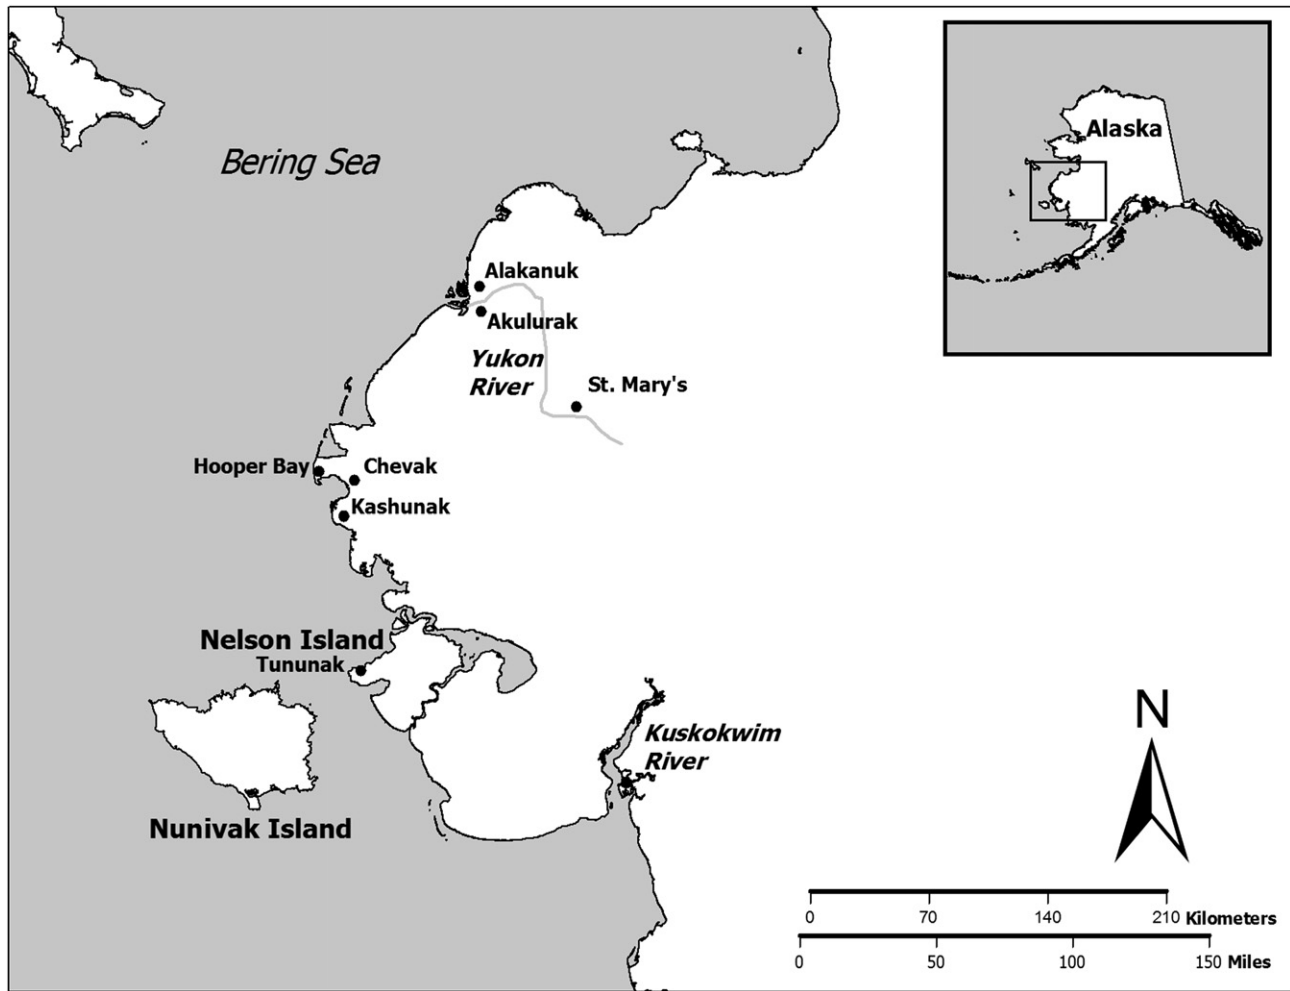 Alaska
Bering Sea
Alakanuk
Akulurak
Yukon
River
St. Mary's
Hooper Bay
Chevak
Kashunak
Nelson Island
Tununak
Kuskokwim
River
Nunivak Island
N
0 70 140 210 Kilometers
0 50 100 150 Miles